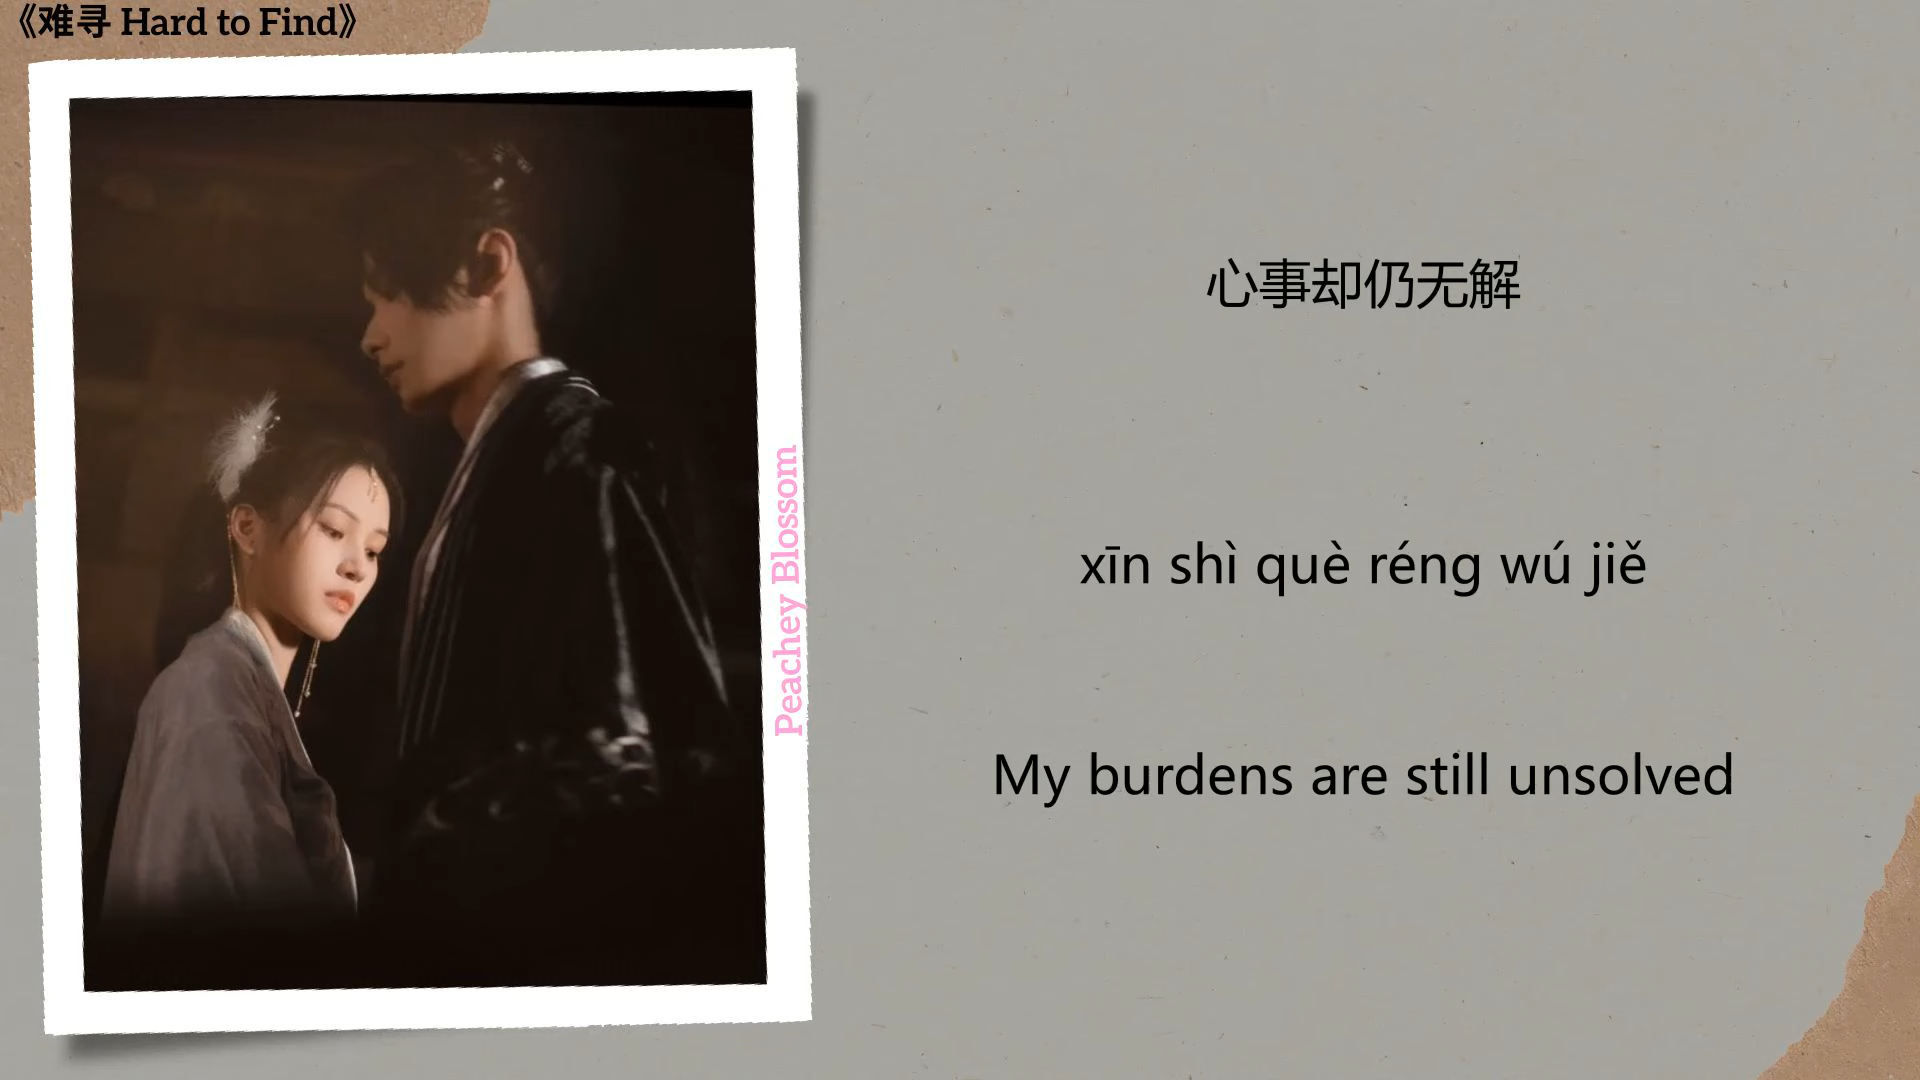 《难寻 Hard to Find》
心事却仍无解
xīn shì què réng wú jiě
My burdens are still unsolved
Peachey Blossom